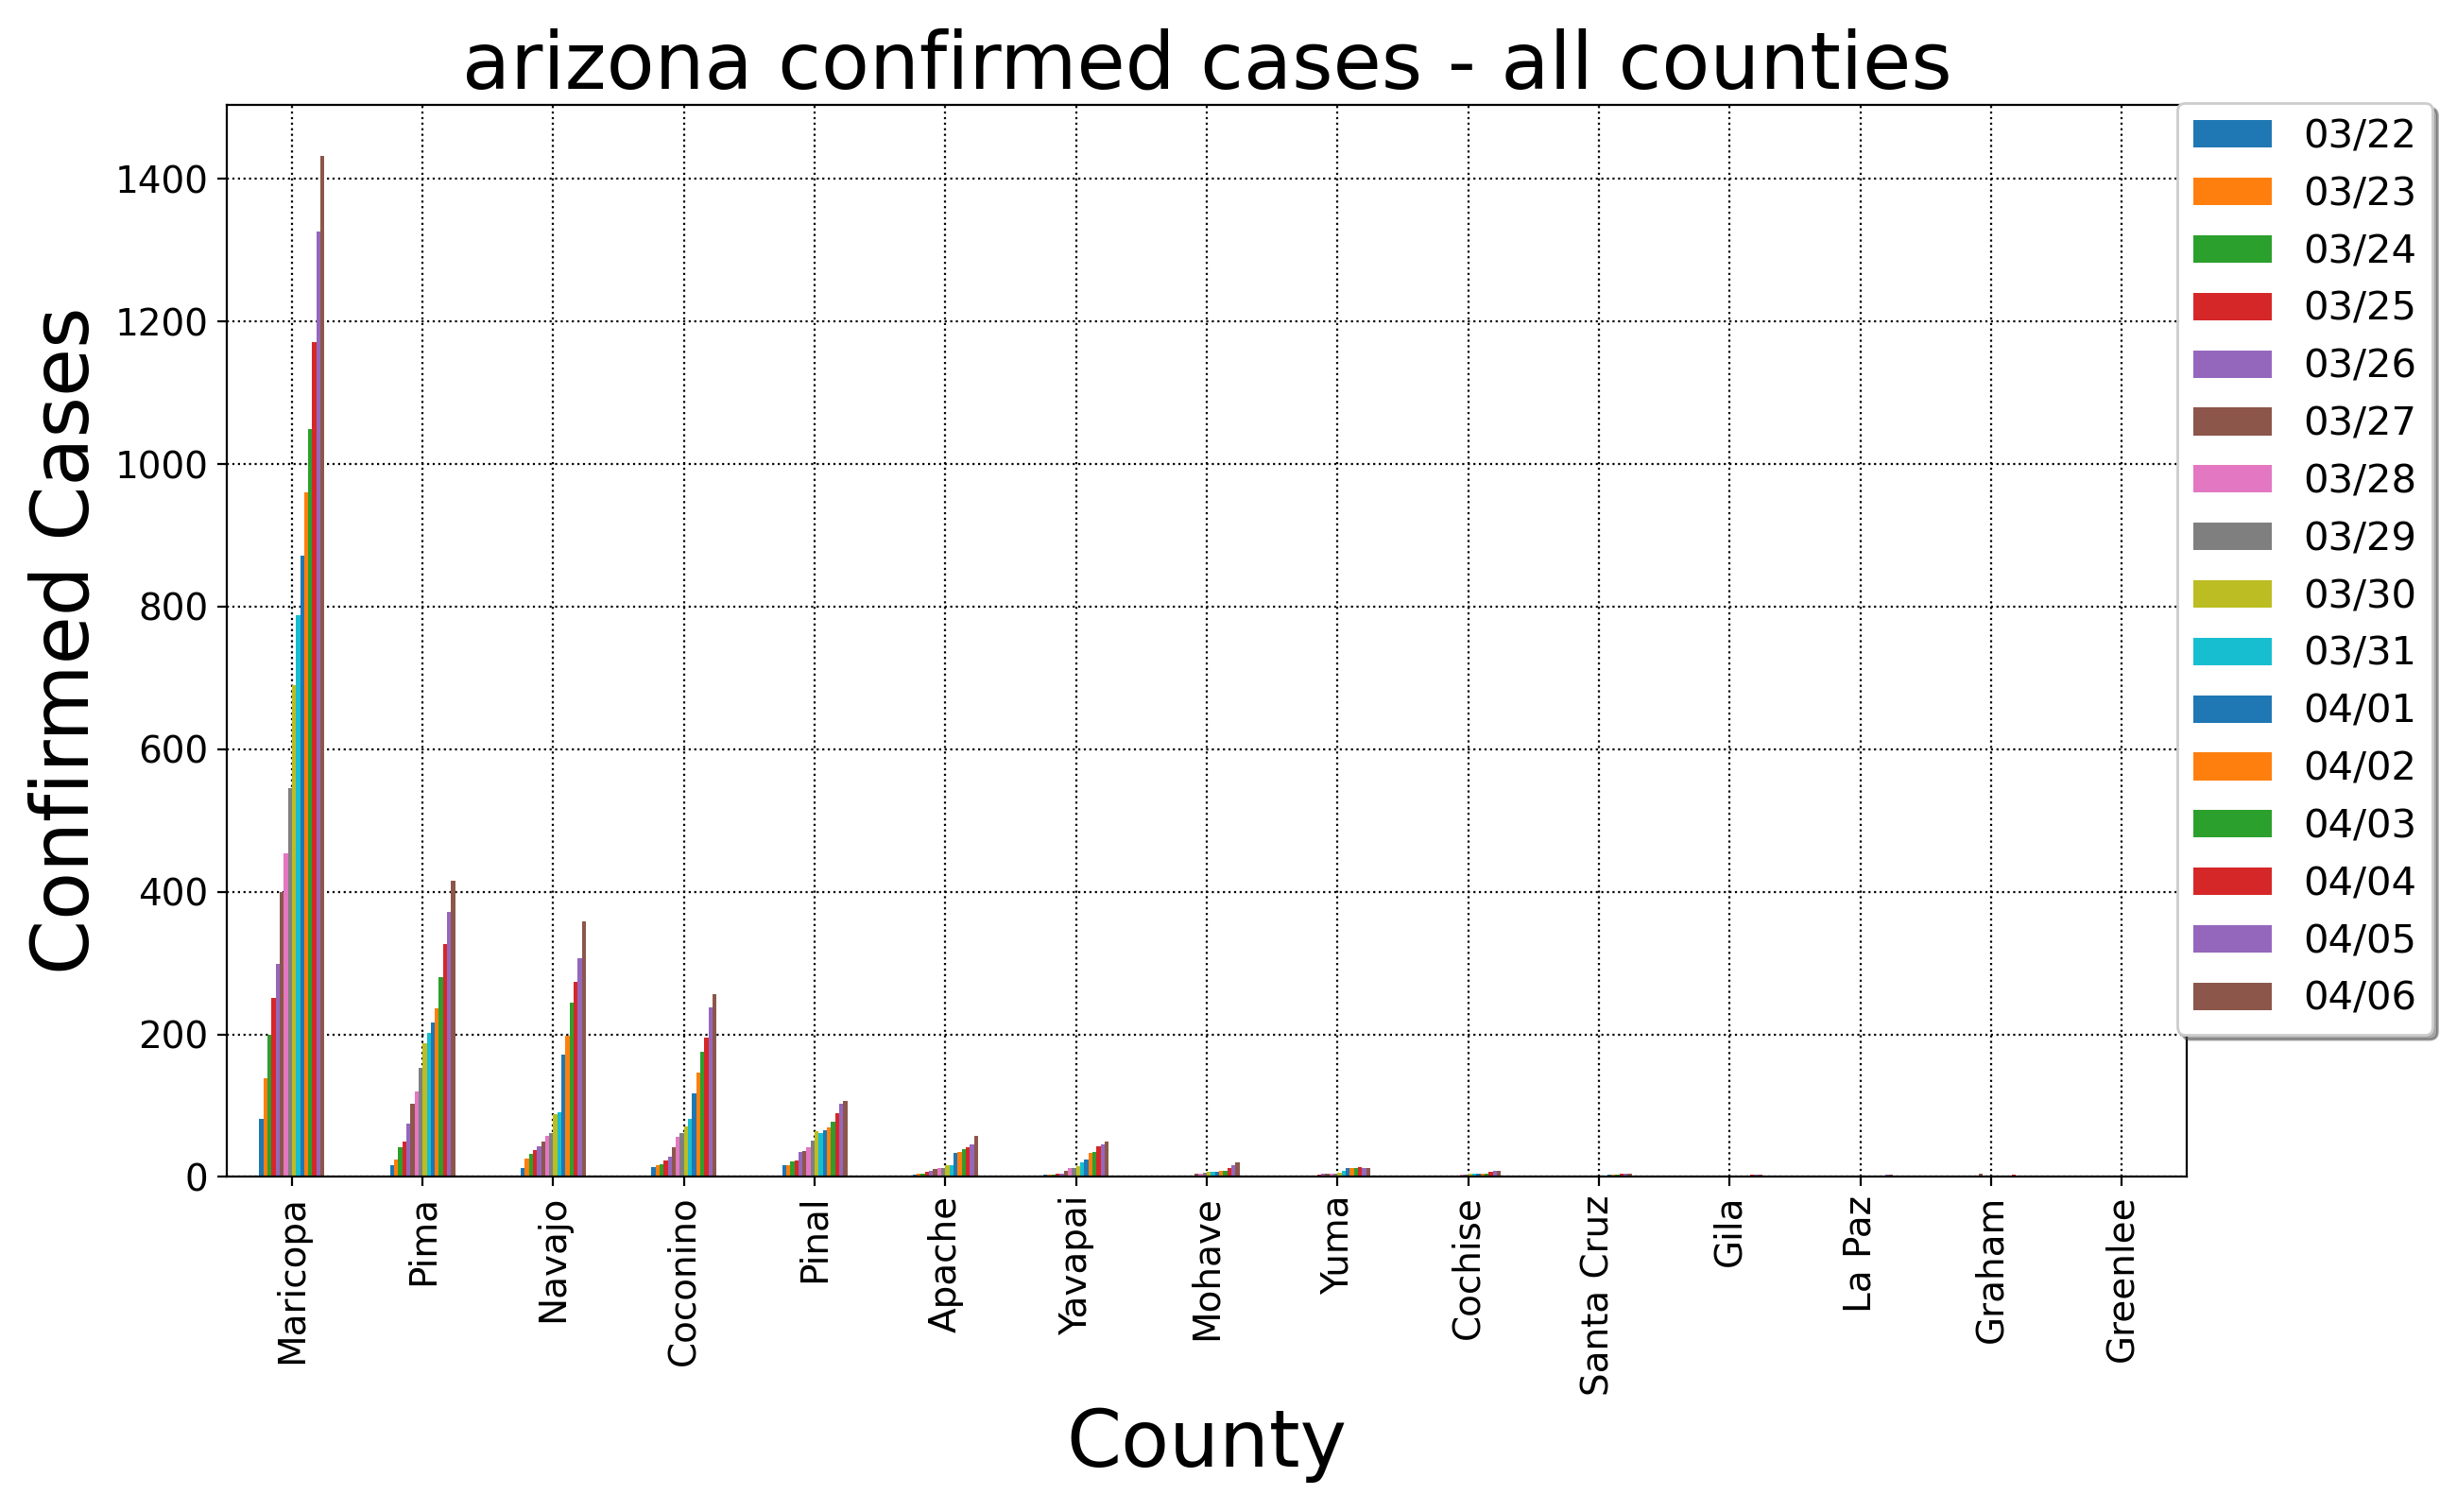 arizona confirmed cases - all counties
Confirmed Cases
1400
1200
1000
800
600
400
200
0
Maricopa
Pima
Navajo
Coconino
Pinal
Apache
Yavapai
Mohave
Yuma
Cochise
Santa Cruz
Gila
La Paz
Graham
Greenlee
County
03/22
03/23
03/24
03/25
03/26
03/27
03/28
03/29
03/30
03/31
04/01
04/02
04/03
04/04
04/05
04/06